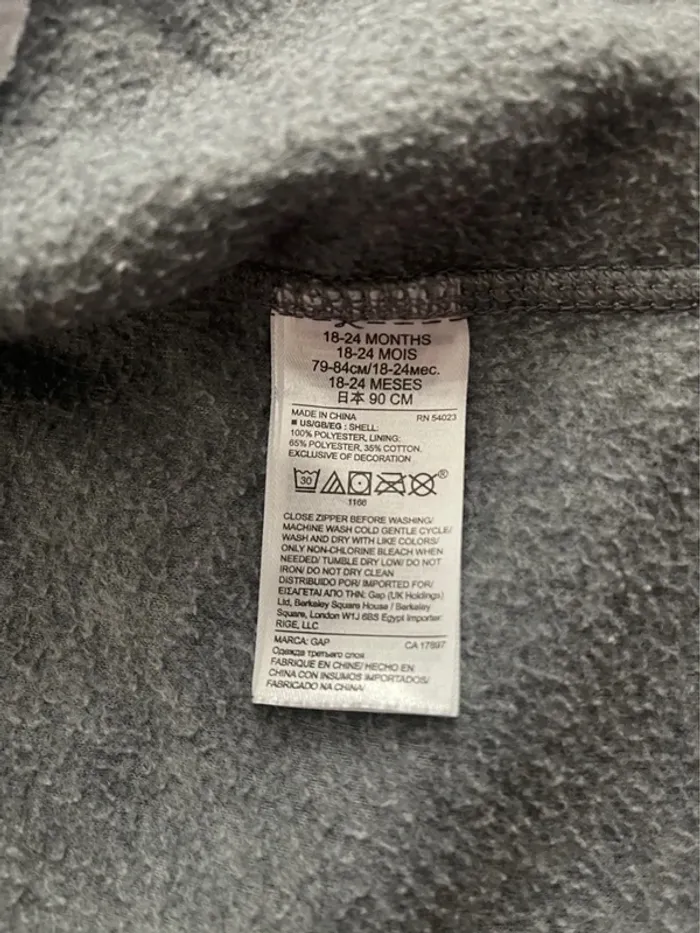 18-24 MONTHS
18-24 MOIS
79-84см/18-24мес.
18-24 MESES
日本 90 CM
MADE IN CHINA RN 54023
■ US/GB/EG : SHELL:
100% POLYESTER, LINING:
65% POLYESTER, 35% COTTON,
EXCLUSIVE OF DECORATION
30 ®
1166
CLOSE ZIPPER BEFORE WASHING/
MACHINE WASH COLD GENTLE CYCLE/
WASH AND DRY WITH LIKE COLORS/
ONLY NON-CHLORINE BLEACH WHEN
NEEDED/ TUMBLE DRY LOW/ DO NOT
IRON/ DO NOT DRY CLEAN
DISTRIBUIDO POR/ IMPORTED FOR/
ΕΙΣΑΓΕΤΑΙ ΑΠΟ ΤΗΝ: Gap (UK Holdings)
Ltd, Berkeley Square House / Berkeley
Square, London W1J 6BS Egypt Importer:
RIGE, LLC
MARCA: GAP CA 17897
Одежда третьего слоя
FABRIQUE EN CHINE/ HECHO EN
CHINA CON INSUMOS IMPORTADOS/
FABRICADO NA CHINA/